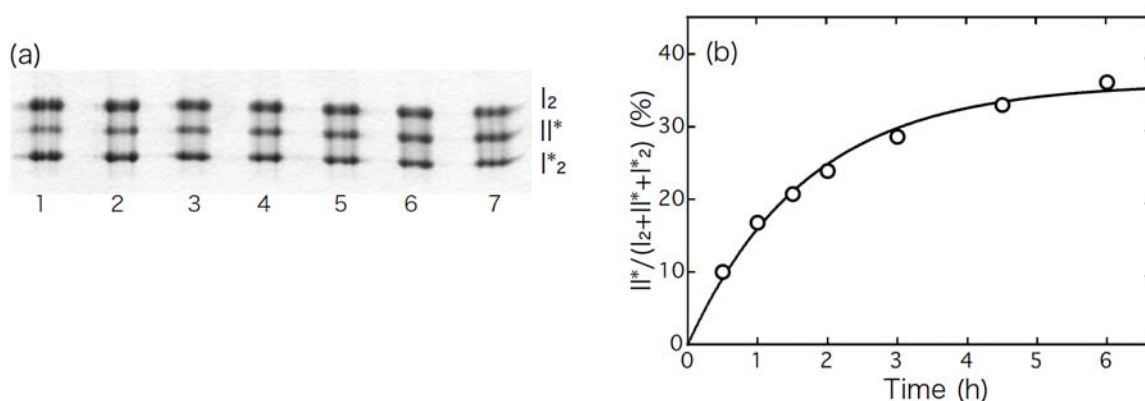 (a)
I₂
II*
I*₂
1 2 3 4 5 6 7
(b)
II*/(I₂+II*+I*₂) (%)
40
30
20
10
0
0 1 2 3 4 5 6
Time (h)